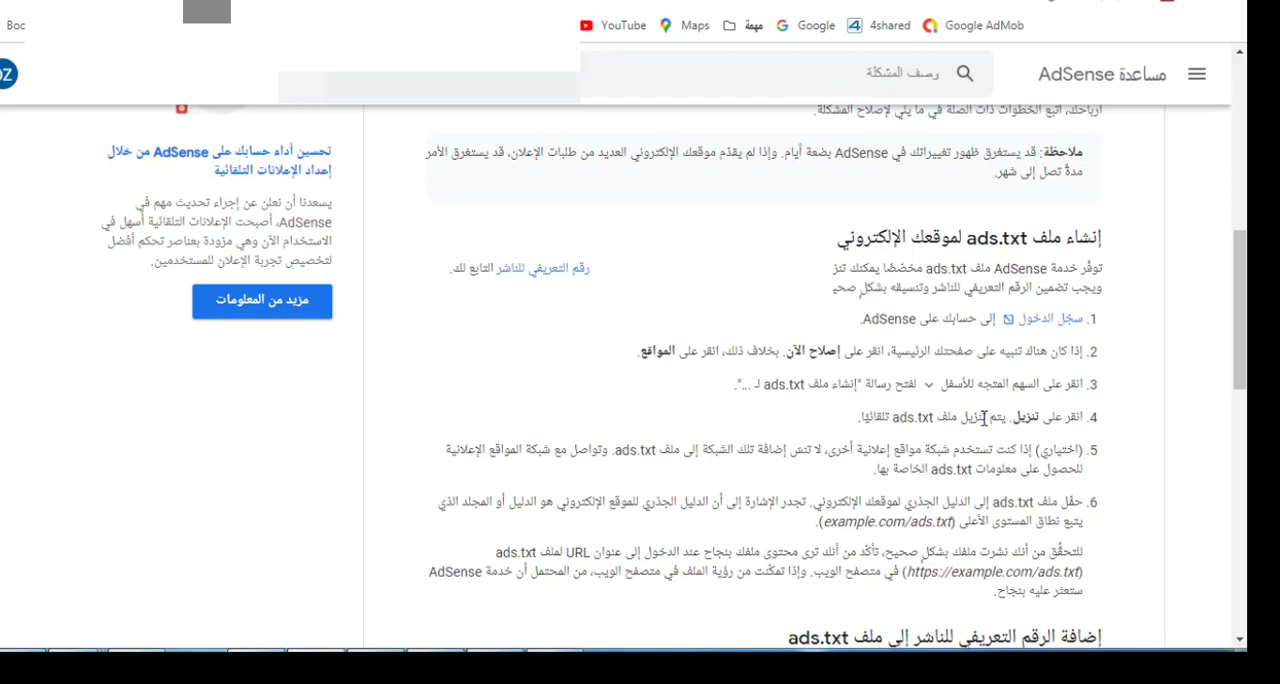 Boc
YouTube
Maps
مهمة
Google
4shared
Google AdMob
مساعدة AdSense
وصف المشكلة
OZ
أرباحك، اتبع الخطوات ذات الصلة في ما يلي لإصلاح المشكلة.
ملاحظة: قد يستغرق ظهور تغييراتك في AdSense بضعة أيام. وإذا لم يقدّم موقعك الإلكتروني العديد من طلبات الإعلان، قد يستغرق الأمر
مدةً تصل إلى شهر.
إنشاء ملف ads.txt لموقعك الإلكتروني
توفّر خدمة AdSense ملف ads.txt مخصّصًا يمكنك تنز
رقم التعريفي للناشر التابع لك.
ويجب تضمين الرقم التعريفي للناشر وتنسيقه بشكلٍ صحيـ
1. سجّل الدخول إلى حسابك على AdSense.
2. إذا كان هناك تنبيه على صفحتك الرئيسية، انقر على إصلاح الآن. بخلاف ذلك، انقر على المواقع.
3. انقر على السهم المتجه للأسفل لفتح رسالة "إنشاء ملف ads.txt لـ ...".
4. انقر على تنزيل. يتم تنزيل ملف ads.txt تلقائيًا.
5. (اختياري) إذا كنت تستخدم شبكة مواقع إعلانية أخرى، لا تنسَ إضافة تلك الشبكة إلى ملف ads.txt. وتواصل مع شبكة المواقع الإعلانية
للحصول على معلومات ads.txt الخاصة بها.
6. حمّل ملف ads.txt إلى الدليل الجذري لموقعك الإلكتروني. تجدر الإشارة إلى أن الدليل الجذري للموقع الإلكتروني هو الدليل أو المجلد الذي
يتبع نطاق المستوى الأعلى (example.com/ads.txt).
للتحقُّق من أنك نشرت ملفك بشكلٍ صحيح، تأكّد من أنك ترى محتوى ملفك بنجاح عند الدخول إلى عنوان URL لملف ads.txt
(https://example.com/ads.txt) في متصفح الويب. وإذا تمكّنت من رؤية الملف في متصفح الويب، من المحتمل أن خدمة AdSense
ستعثر عليه بنجاح.
إضافة الرقم التعريفي للناشر إلى ملف ads.txt
تحسين أداء حسابك على AdSense من خلال
إعداد الإعلانات التلقائية
يسعدنا أن نعلن عن إجراء تحديث مهم في
AdSense، أصبحت الإعلانات التلقائية أسهل في
الاستخدام الآن وهي مزودة بعناصر تحكم أفضل
لتخصيص تجربة الإعلان للمستخدمين.
مزيد من المعلومات